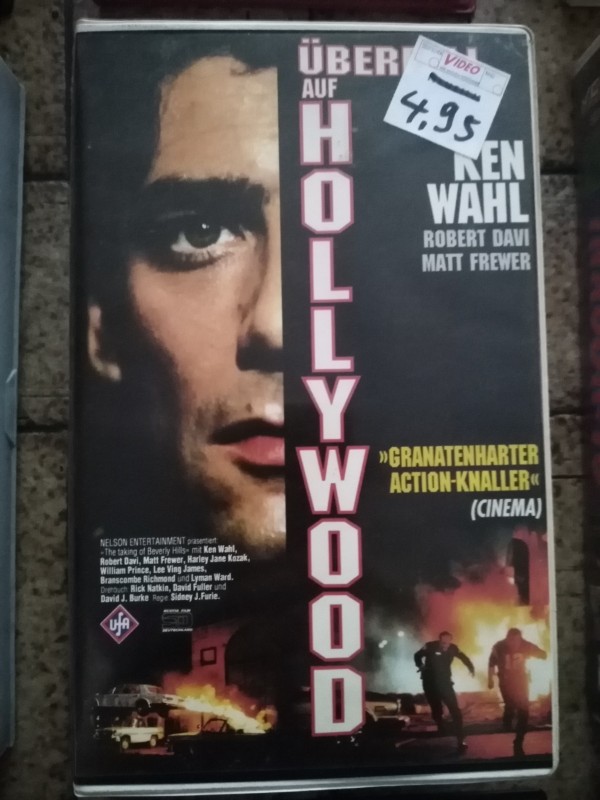 AUF
HOLLYWOOD
VIDEO
4,95
KEN
WAHL
ROBERT DAVI
MATT FREWER
»GRANATENHARTER
ACTION-KNALLER«
(CINEMA)
NELSON ENTERTAINMENT präsentiert
»The taking of Beverly Hills« mit Ken Wahl,
Robert Davi, Matt Frewer, Harley Jane Kozak,
William Prince, Lee Ving James,
Branscombe Richmond und Lyman Ward.
Drehbuch: Rick Natkin, David Fuller und
David J. Burke Regie: Sidney J. Furie.
ufa
12